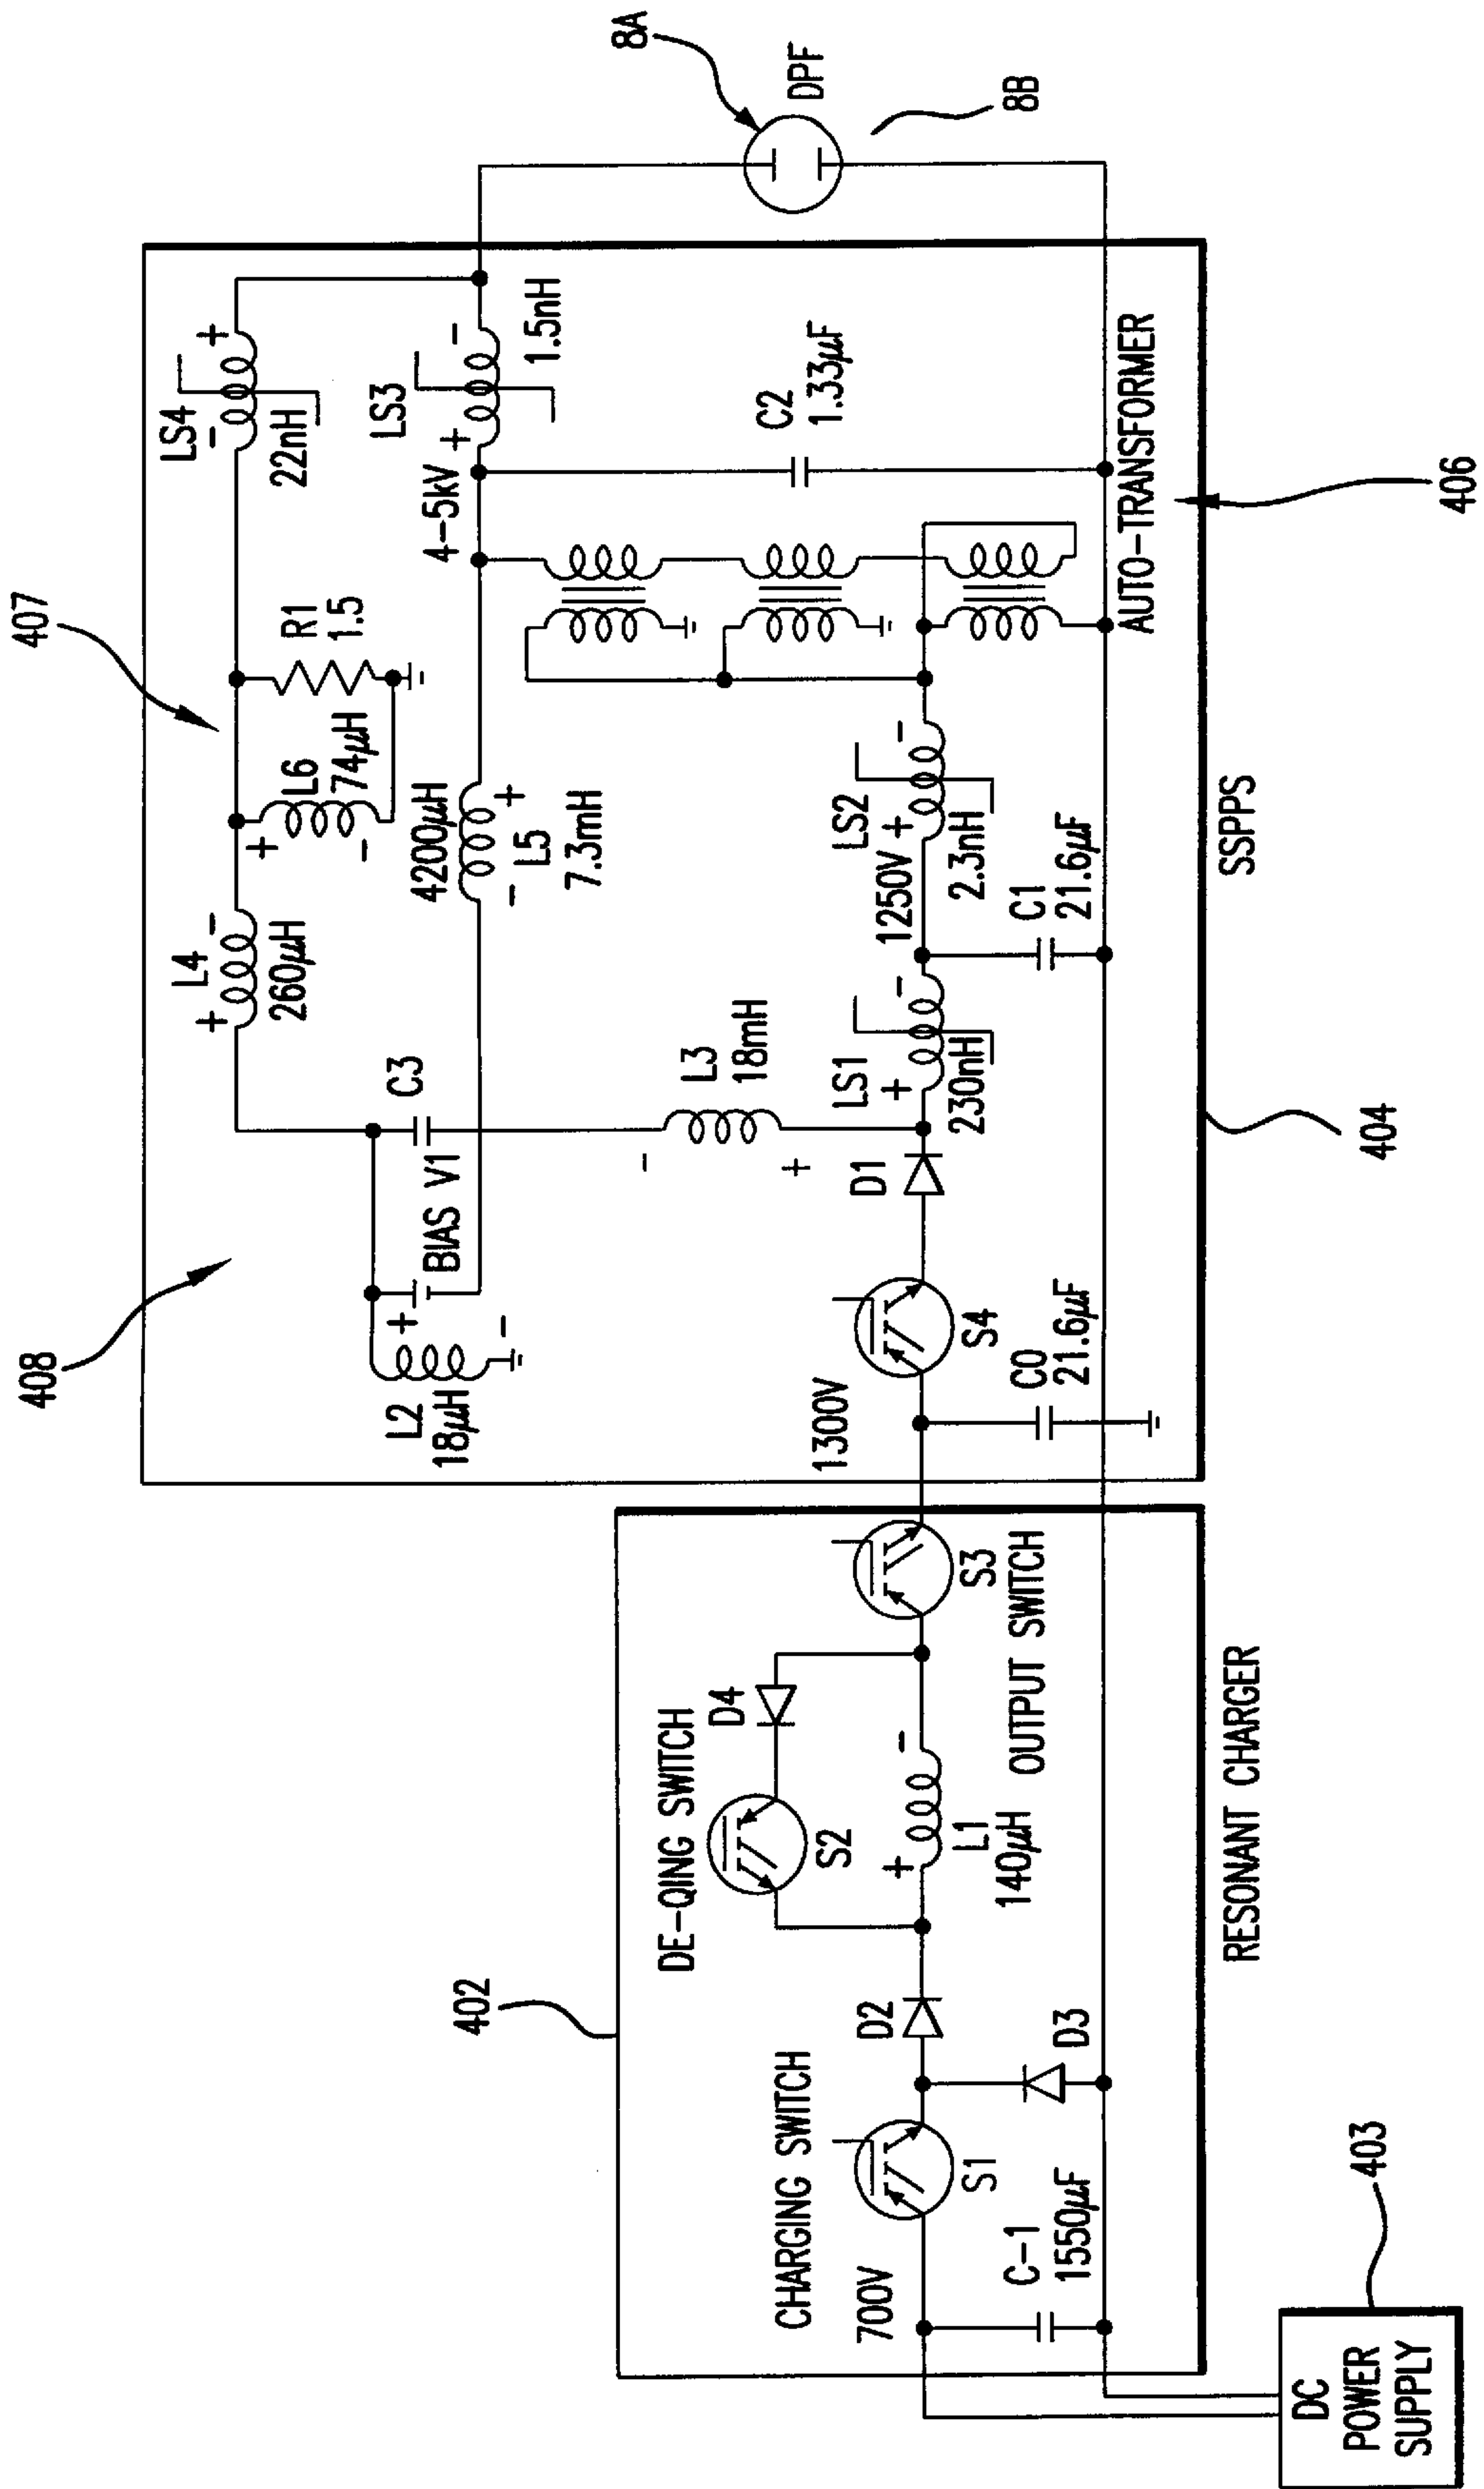 408
407
LS4
−
+
22nH
L4
+
−
260μH
L6
74μH
+
−
R1
1.5
L2
18μH
+
−
BIAS V1
C3
4200μH
−
+
L5
7.3mH
4−5kV
LS3
+
−
1.5nH
8A
DPF
8B
L3
18mH
−
+
C2
1.33μF
402
DE−QING SWITCH
D4
S2
CHARGING SWITCH
700V
S1
D2
D3
C−1
1550μF
+
−
L1
140μH
S3
OUTPUT SWITCH
1300V
S4
C0
21.6μF
D1
LS1
+
−
230nH
1250V
C1
21.6μF
LS2
+
−
2.3nH
AUTO−TRANSFORMER
406
RESONANT CHARGER
SSPPS
404
403
DC
POWER
SUPPLY